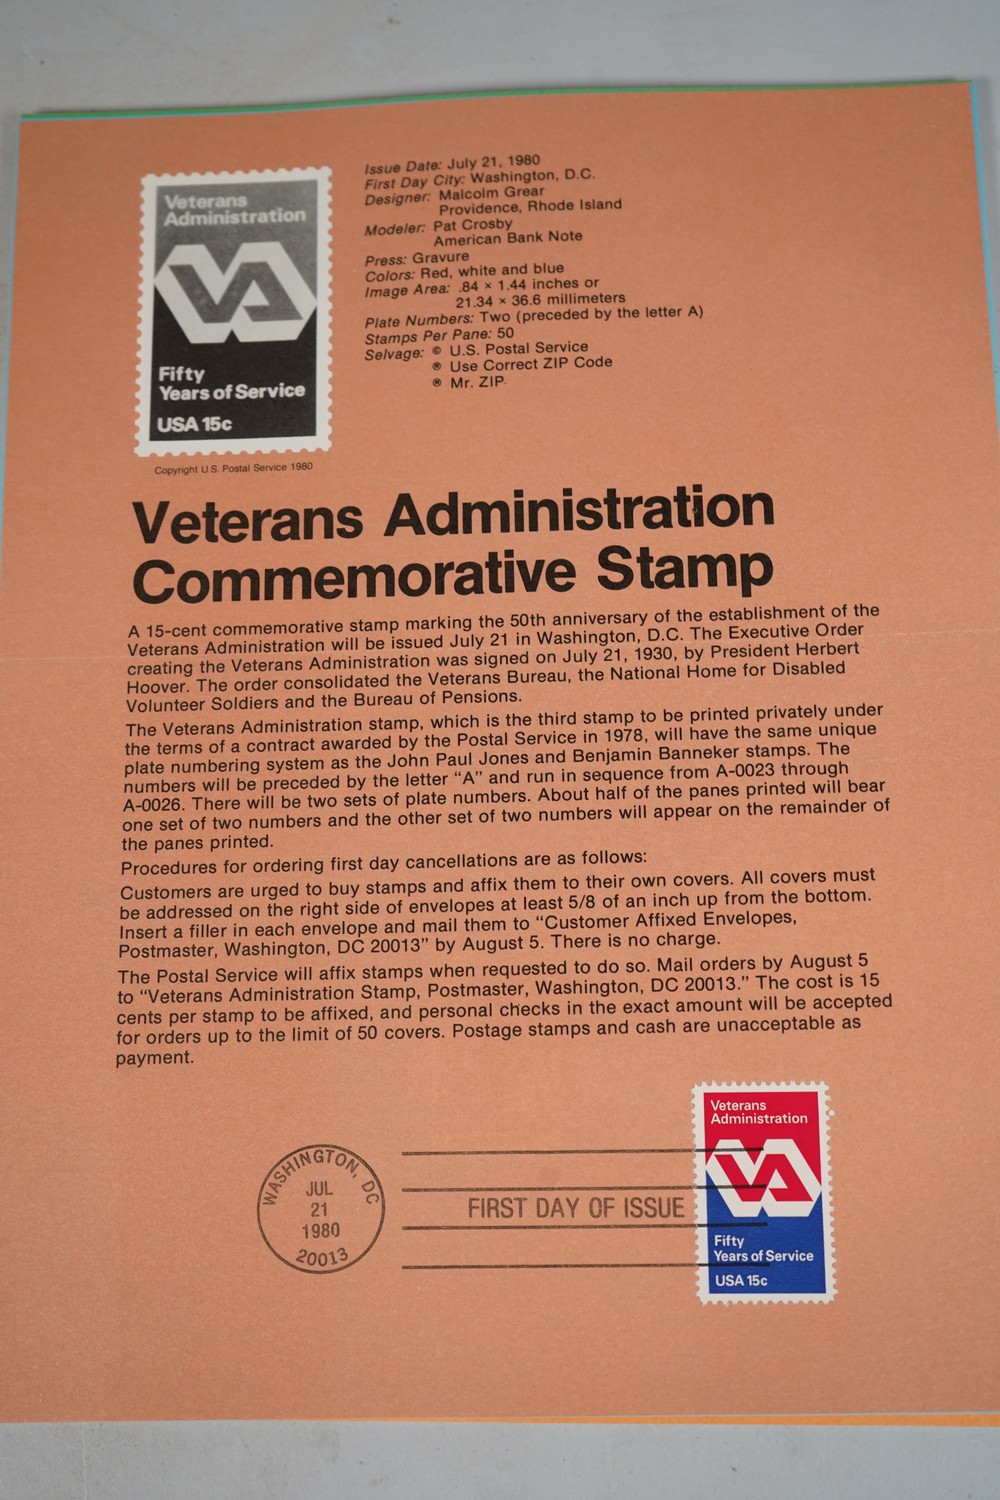 Veterans
Administration
VA
Fifty
Years of Service
USA 15c
Copyright U.S. Postal Service 1980
Issue Date: July 21, 1980
First Day City: Washington, D.C.
Designer: Malcolm Grear
Providence, Rhode Island
Modeler: Pat Crosby
American Bank Note
Press: Gravure
Colors: Red, white and blue
Image Area: .84 × 1.44 inches or
21.34 × 36.6 millimeters
Plate Numbers: Two (preceded by the letter A)
Stamps Per Pane: 50
Selvage: © U.S. Postal Service
® Use Correct ZIP Code
® Mr. ZIP
Veterans Administration
Commemorative Stamp
A 15-cent commemorative stamp marking the 50th anniversary of the establishment of the
Veterans Administration will be issued July 21 in Washington, D.C. The Executive Order
creating the Veterans Administration was signed on July 21, 1930, by President Herbert
Hoover. The order consolidated the Veterans Bureau, the National Home for Disabled
Volunteer Soldiers and the Bureau of Pensions.
The Veterans Administration stamp, which is the third stamp to be printed privately under
the terms of a contract awarded by the Postal Service in 1978, will have the same unique
plate numbering system as the John Paul Jones and Benjamin Banneker stamps. The
numbers will be preceded by the letter “A” and run in sequence from A-0023 through
A-0026. There will be two sets of plate numbers. About half of the panes printed will bear
one set of two numbers and the other set of two numbers will appear on the remainder of
the panes printed.
Procedures for ordering first day cancellations are as follows:
Customers are urged to buy stamps and affix them to their own covers. All covers must
be addressed on the right side of envelopes at least 5/8 of an inch up from the bottom.
Insert a filler in each envelope and mail them to “Customer Affixed Envelopes,
Postmaster, Washington, DC 20013” by August 5. There is no charge.
The Postal Service will affix stamps when requested to do so. Mail orders by August 5
to “Veterans Administration Stamp, Postmaster, Washington, DC 20013.” The cost is 15
cents per stamp to be affixed, and personal checks in the exact amount will be accepted
for orders up to the limit of 50 covers. Postage stamps and cash are unacceptable as
payment.
WASHINGTON, DC
JUL
21
1980
20013
FIRST DAY OF ISSUE
Veterans
Administration
VA
Fifty
Years of Service
USA 15c